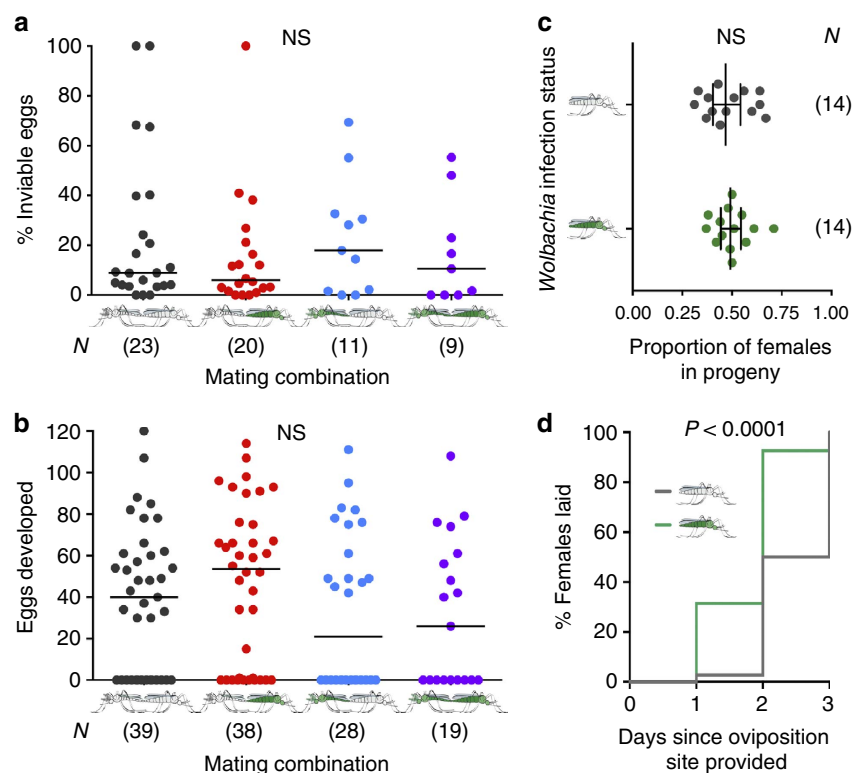 a
NS
% Inviable eggs
100
80
60
40
20
0
N (23) (20) (11) (9)
Mating combination
b
NS
Eggs developed
120
100
80
60
40
20
0
N (39) (38) (28) (19)
Mating combination
c
NS N
Wolbachia infection status
(14)
(14)
0.00 0.25 0.50 0.75 1.00
Proportion of females
in progeny
d
P < 0.0001
% Females laid
100
80
60
40
20
0
0 1 2 3
Days since oviposition
site provided